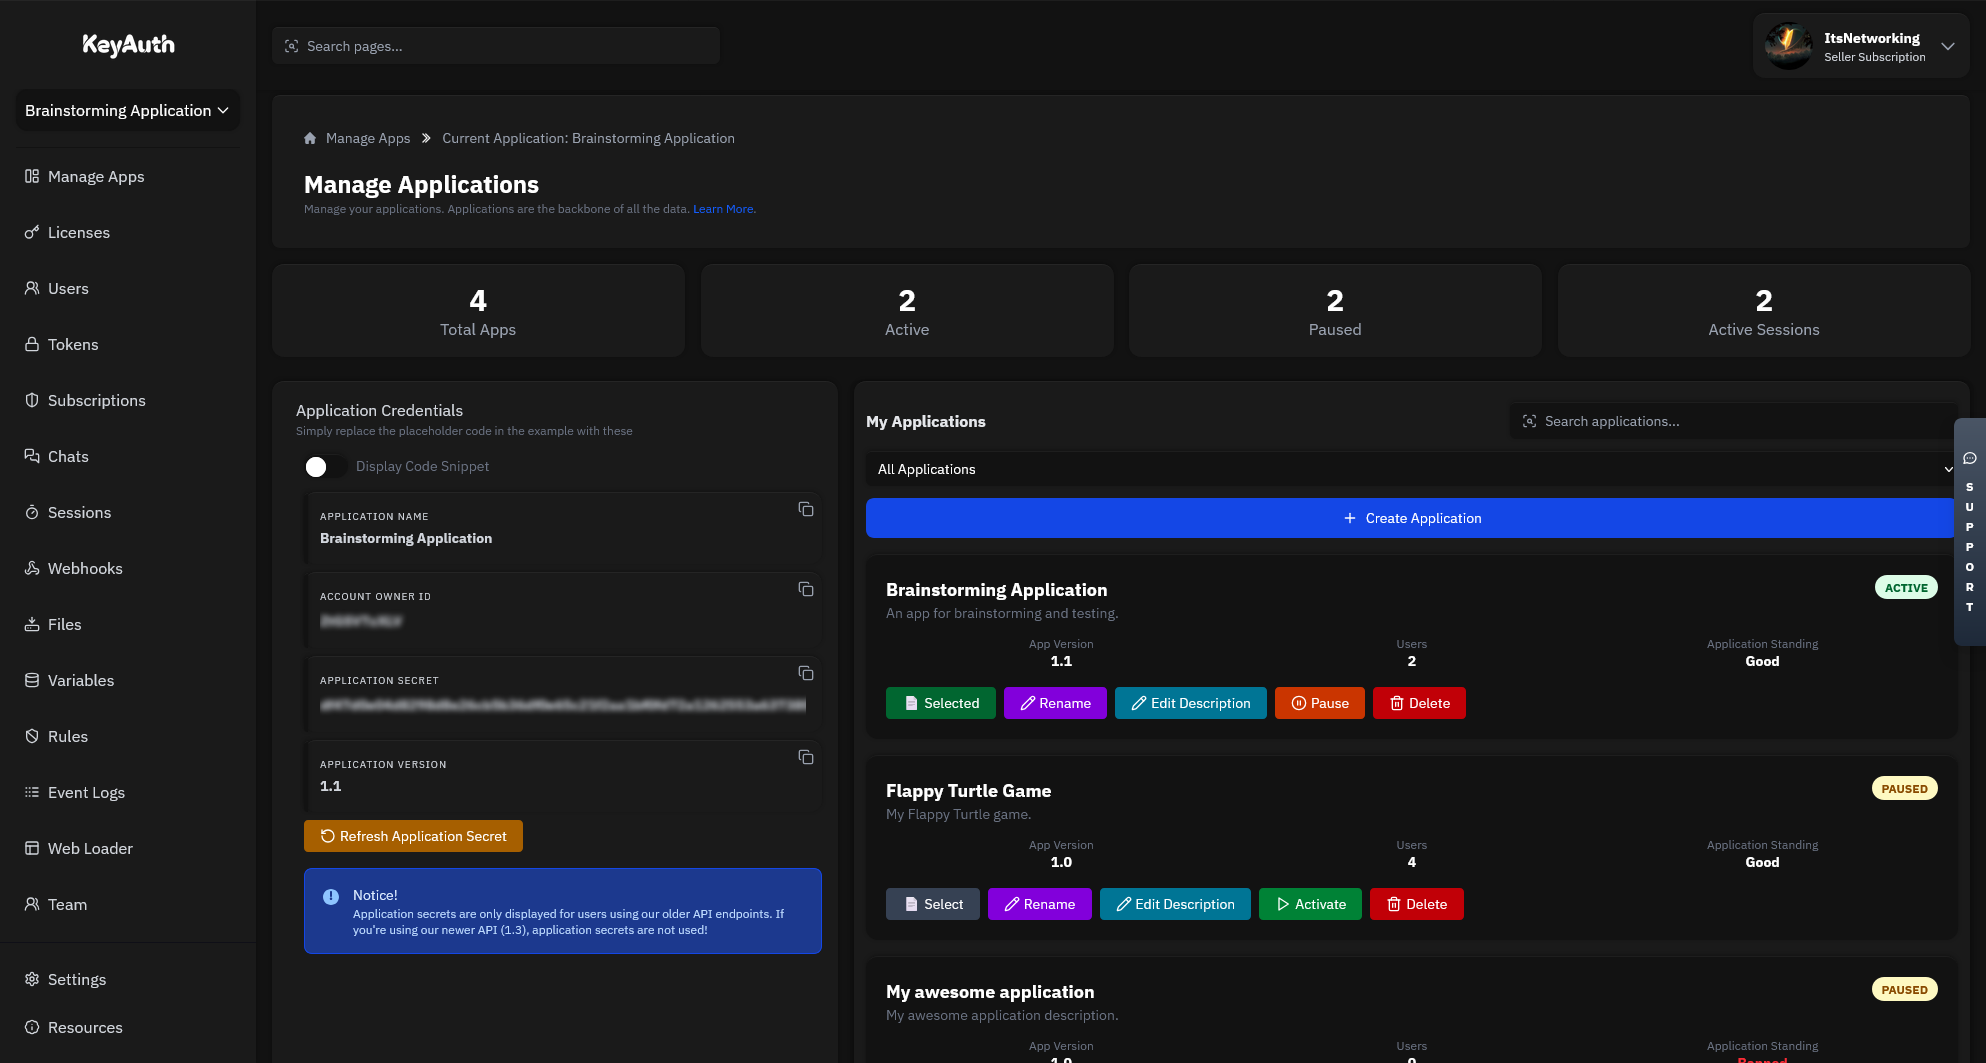 KeyAuth
Brainstorming Application
Manage Apps
Licenses
Users
Tokens
Subscriptions
Chats
Sessions
Webhooks
Files
Variables
Rules
Event Logs
Web Loader
Team
Settings
Resources
Search pages...
ItsNetworking
Seller Subscription
Manage Apps » Current Application: Brainstorming Application
Manage Applications
Manage your applications. Applications are the backbone of all the data. Learn More.
4
Total Apps
2
Active
2
Paused
2
Active Sessions
Application Credentials
Simply replace the placeholder code in the example with these
Display Code Snippet
APPLICATION NAME
Brainstorming Application
ACCOUNT OWNER ID
APPLICATION SECRET
APPLICATION VERSION
1.1
Refresh Application Secret
Notice!
Application secrets are only displayed for users using our older API endpoints. If
you're using our newer API (1.3), application secrets are not used!
My Applications
Search applications...
All Applications
+ Create Application
Brainstorming Application
ACTIVE
An app for brainstorming and testing.
App Version Users Application Standing
1.1 2 Good
Selected Rename Edit Description Pause Delete
Flappy Turtle Game
PAUSED
My Flappy Turtle game.
App Version Users Application Standing
1.0 4 Good
Select Rename Edit Description Activate Delete
My awesome application
PAUSED
My awesome application description.
App Version Users Application Standing
1.0 0 Banned
SUPPORT